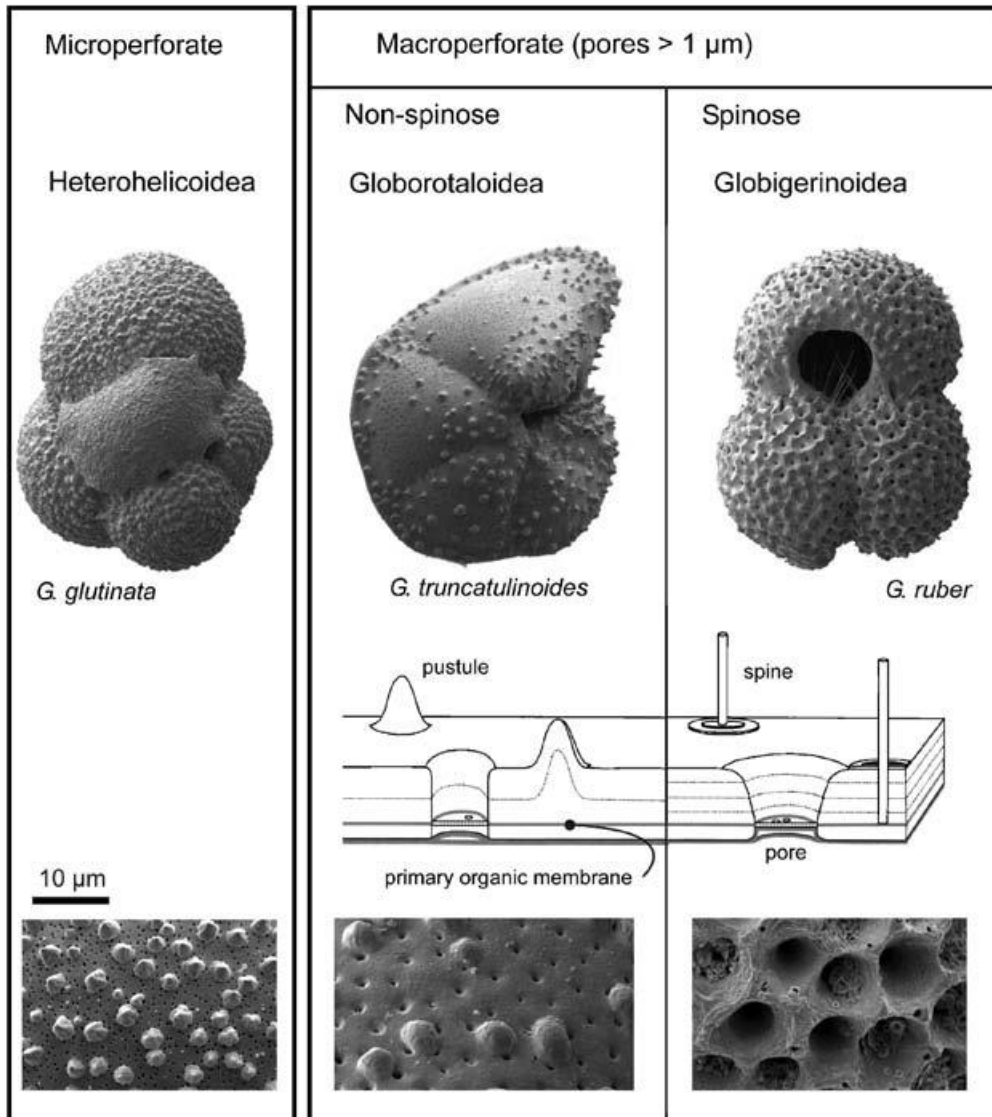 Microperforate
Macroperforate (pores > 1 µm)
Non-spinose
Spinose
Heterohelicoidea
Globorotaloidea
Globigerinoidea
G. glutinata
G. truncatulinoides
G. ruber
pustule
spine
pore
primary organic membrane
10 µm